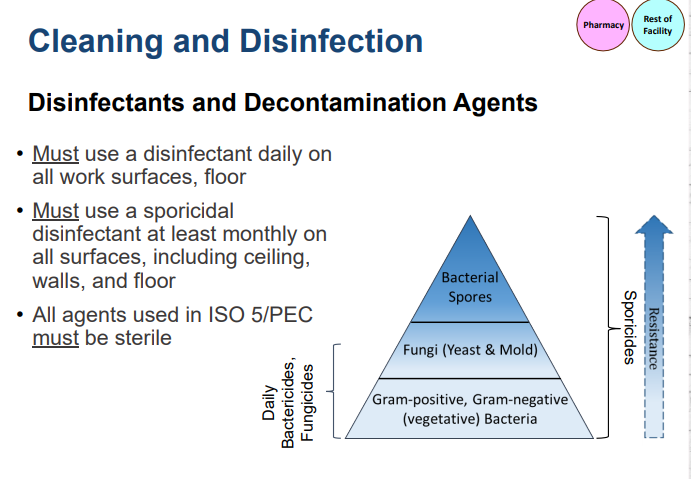 Cleaning and Disinfection
Pharmacy
Rest of
Facility
Disinfectants and Decontamination Agents
• Must use a disinfectant daily on
all work surfaces, floor
• Must use a sporicidal
disinfectant at least monthly on
all surfaces, including ceiling,
walls, and floor
• All agents used in ISO 5/PEC
must be sterile
Daily
Bactericides,
Fungicides
Bacterial
Spores
Fungi (Yeast & Mold)
Gram-positive, Gram-negative
(vegetative) Bacteria
Sporicides
Resistance